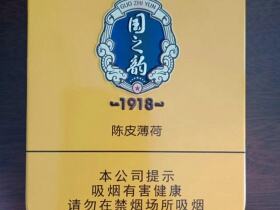 GUO ZHI YUN
国之韵
1918
陈皮薄荷
本公司提示
吸烟有害健康
请勿在禁烟场所吸烟